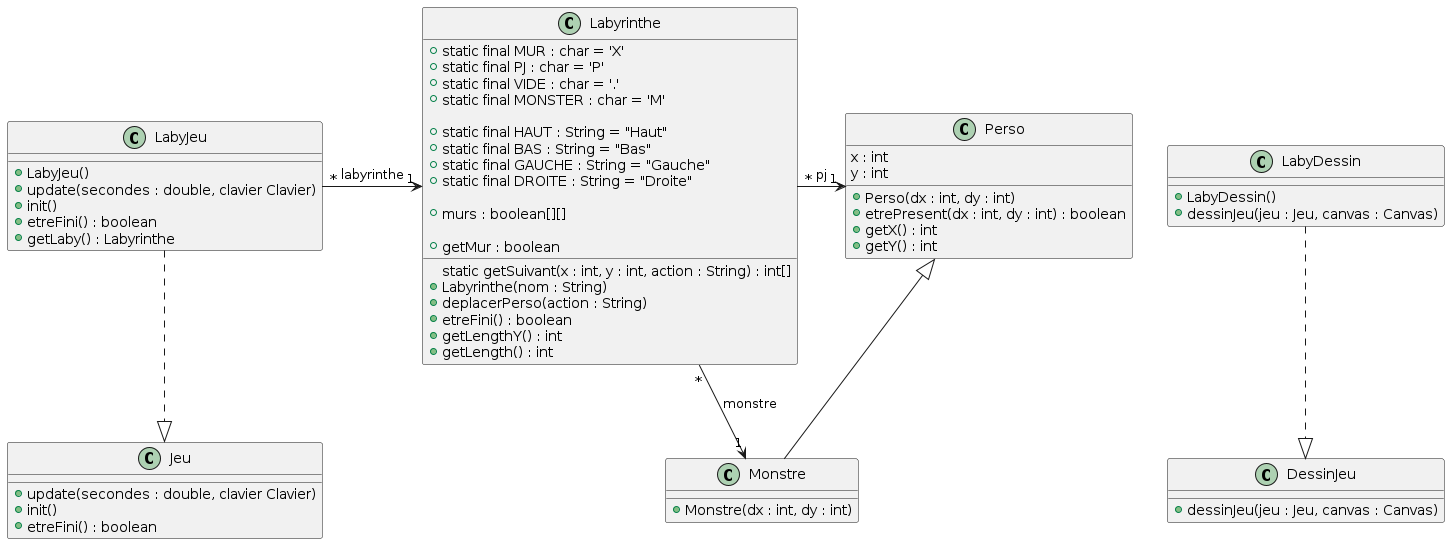 C LabyJeu
LabyJeu()
update(secondes : double, clavier Clavier)
init()
etreFini() : boolean
getLaby() : Labyrinthe
* labyrinthe 1
C Labyrinthe
static final MUR : char = 'X'
static final PJ : char = 'P'
static final VIDE : char = '.'
static final MONSTER : char = 'M'
static final HAUT : String = "Haut"
static final BAS : String = "Bas"
static final GAUCHE : String = "Gauche"
static final DROITE : String = "Droite"
murs : boolean[][]
getMur : boolean
static getSuivant(x : int, y : int, action : String) : int[]
Labyrinthe(nom : String)
deplacerPerso(action : String)
etreFini() : boolean
getLengthY() : int
getLength() : int
* pj 1
C Perso
x : int
y : int
Perso(dx : int, dy : int)
etrePresent(dx : int, dy : int) : boolean
getX() : int
getY() : int
C LabyDessin
LabyDessin()
dessinJeu(jeu : Jeu, canvas : Canvas)
*
monstre
1
C Jeu
update(secondes : double, clavier Clavier)
init()
etreFini() : boolean
C Monstre
Monstre(dx : int, dy : int)
C DessinJeu
dessinJeu(jeu : Jeu, canvas : Canvas)